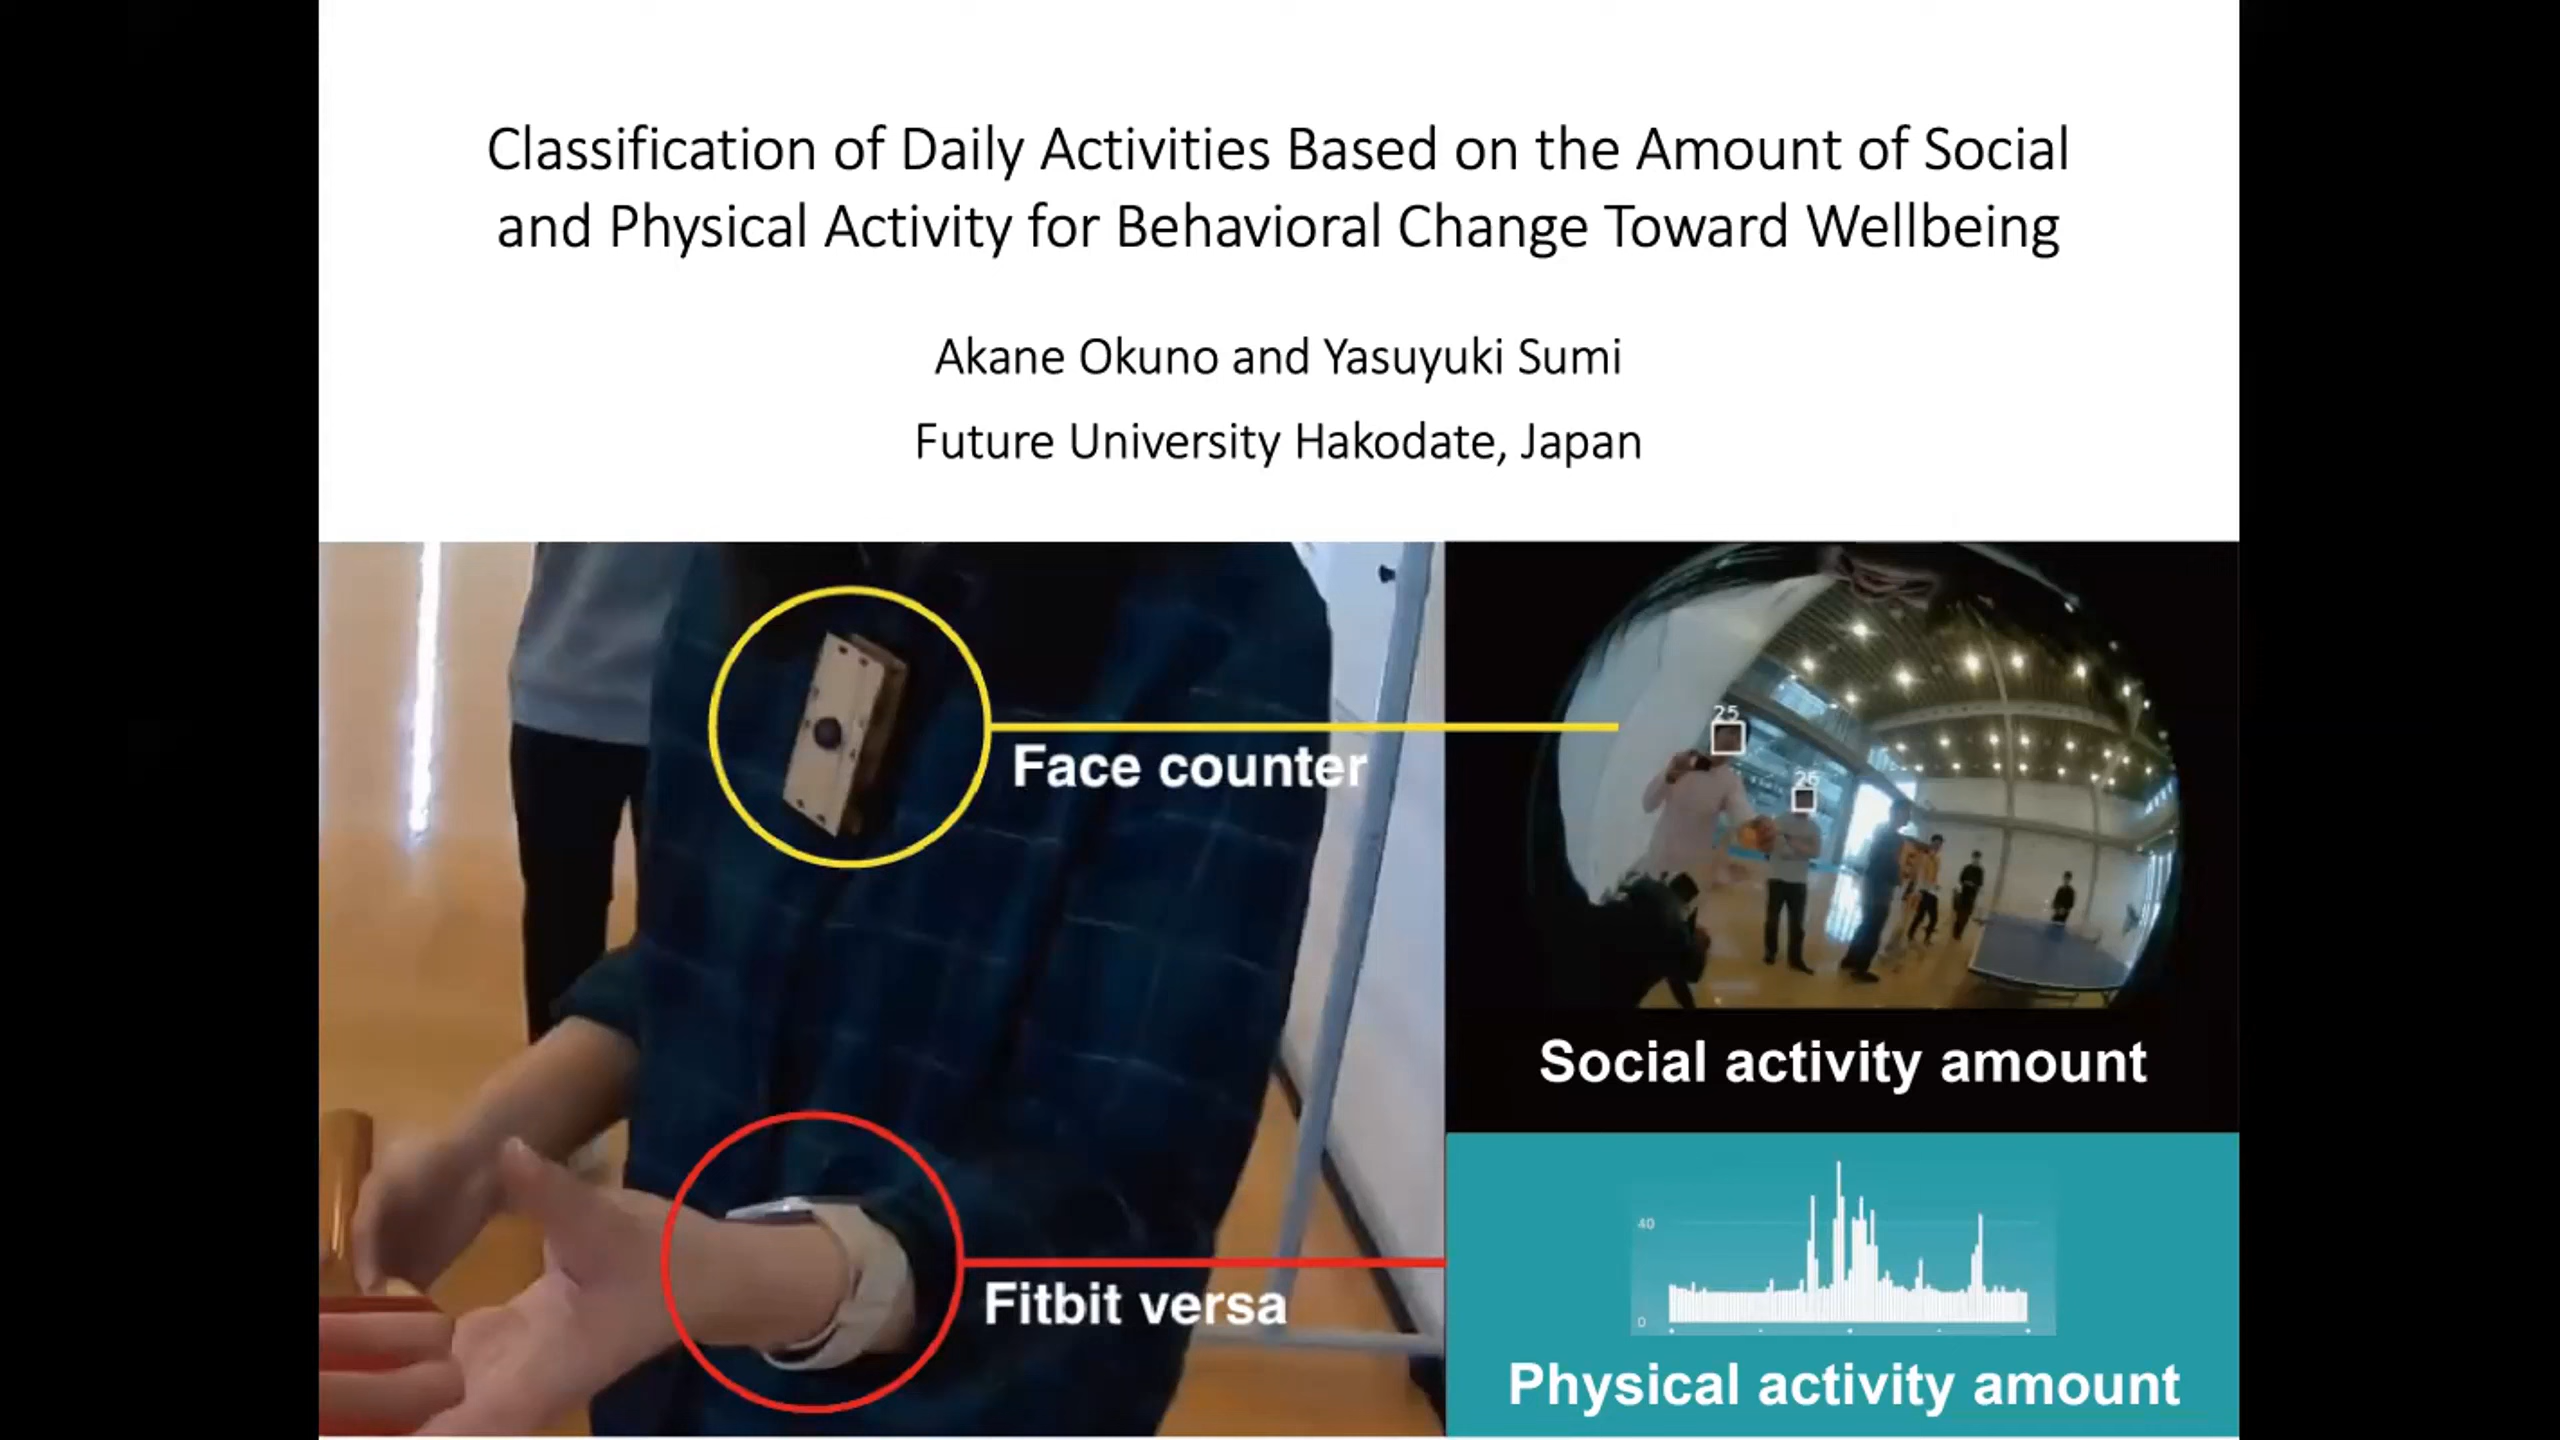 Classification of Daily Activities Based on the Amount of Social
and Physical Activity for Behavioral Change Toward Wellbeing
Akane Okuno and Yasuyuki Sumi
Future University Hakodate, Japan
Face counter
25
26
Social activity amount
Fitbit versa
40
0
Physical activity amount